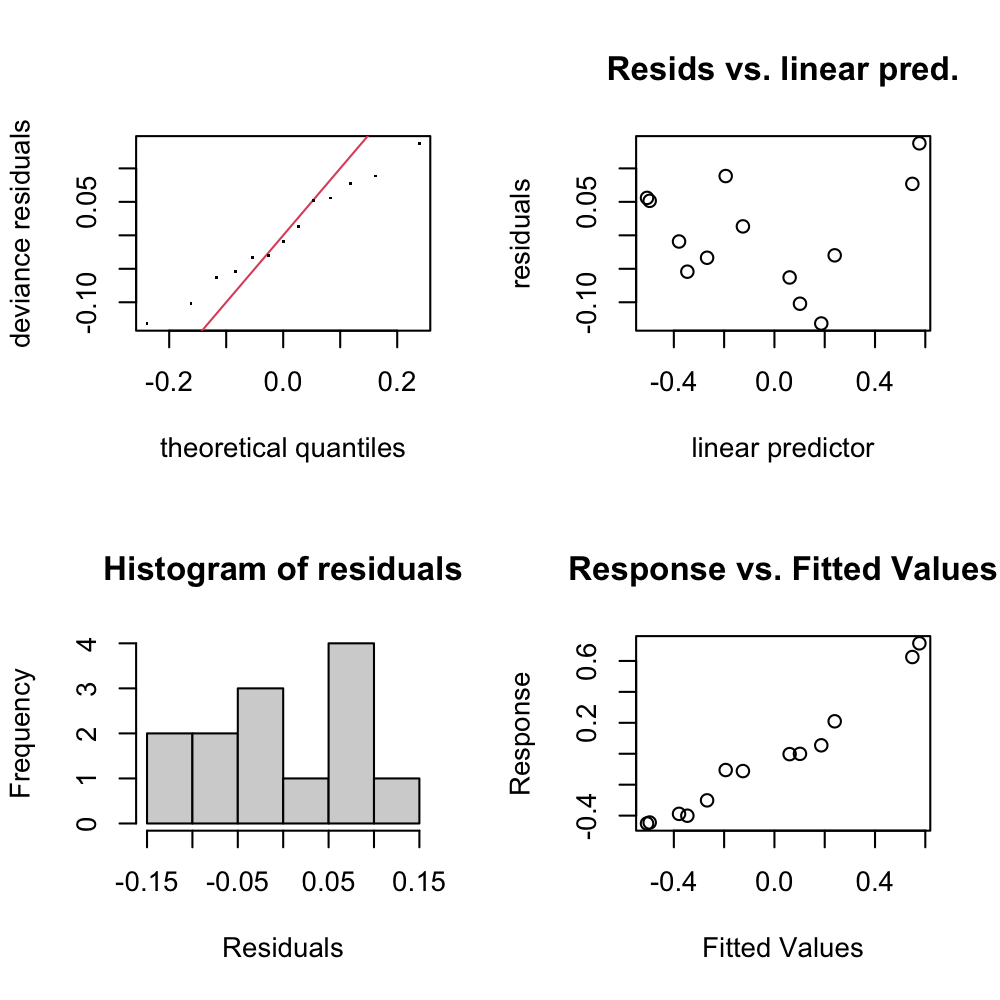 deviance residuals
0.05
-0.10
-0.2 0.0 0.2
theoretical quantiles
Resids vs. linear pred.
residuals
0.05
-0.10
-0.4 0.0 0.4
linear predictor
Histogram of residuals
Frequency
4
3
2
1
0
-0.15 -0.05 0.05 0.15
Residuals
Response vs. Fitted Values
Response
0.6
0.2
-0.4
-0.4 0.0 0.4
Fitted Values